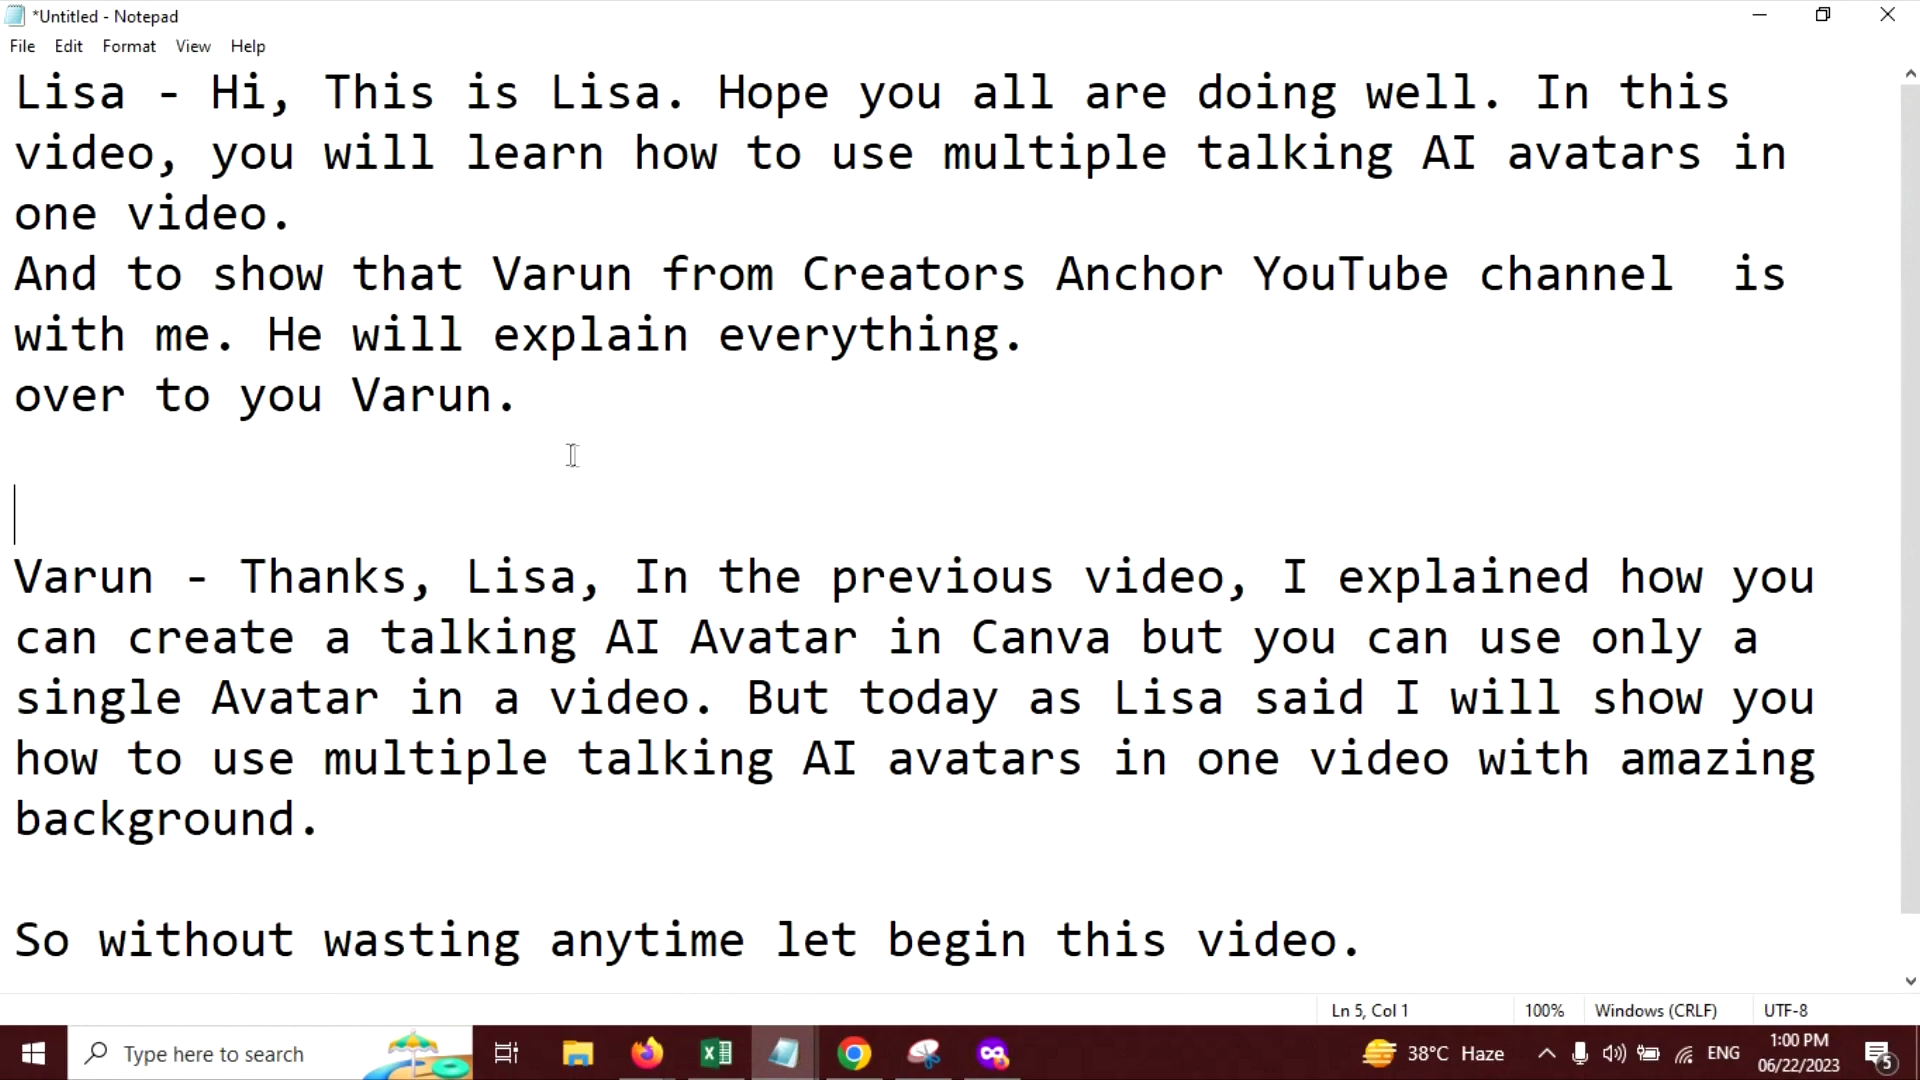 *Untitled - Notepad
File Edit Format View Help
Lisa - Hi, This is Lisa. Hope you all are doing well. In this
video, you will learn how to use multiple talking AI avatars in
one video.
And to show that Varun from Creators Anchor YouTube channel  is
with me. He will explain everything.
over to you Varun.
Varun - Thanks, Lisa, In the previous video, I explained how you
can create a talking AI Avatar in Canva but you can use only a
single Avatar in a video. But today as Lisa said I will show you
how to use multiple talking AI avatars in one video with amazing
background.
So without wasting anytime let begin this video.
Ln 5, Col 1 100% Windows (CRLF) UTF-8
Type here to search 38°C Haze ENG 1:00 PM
06/22/2023 5